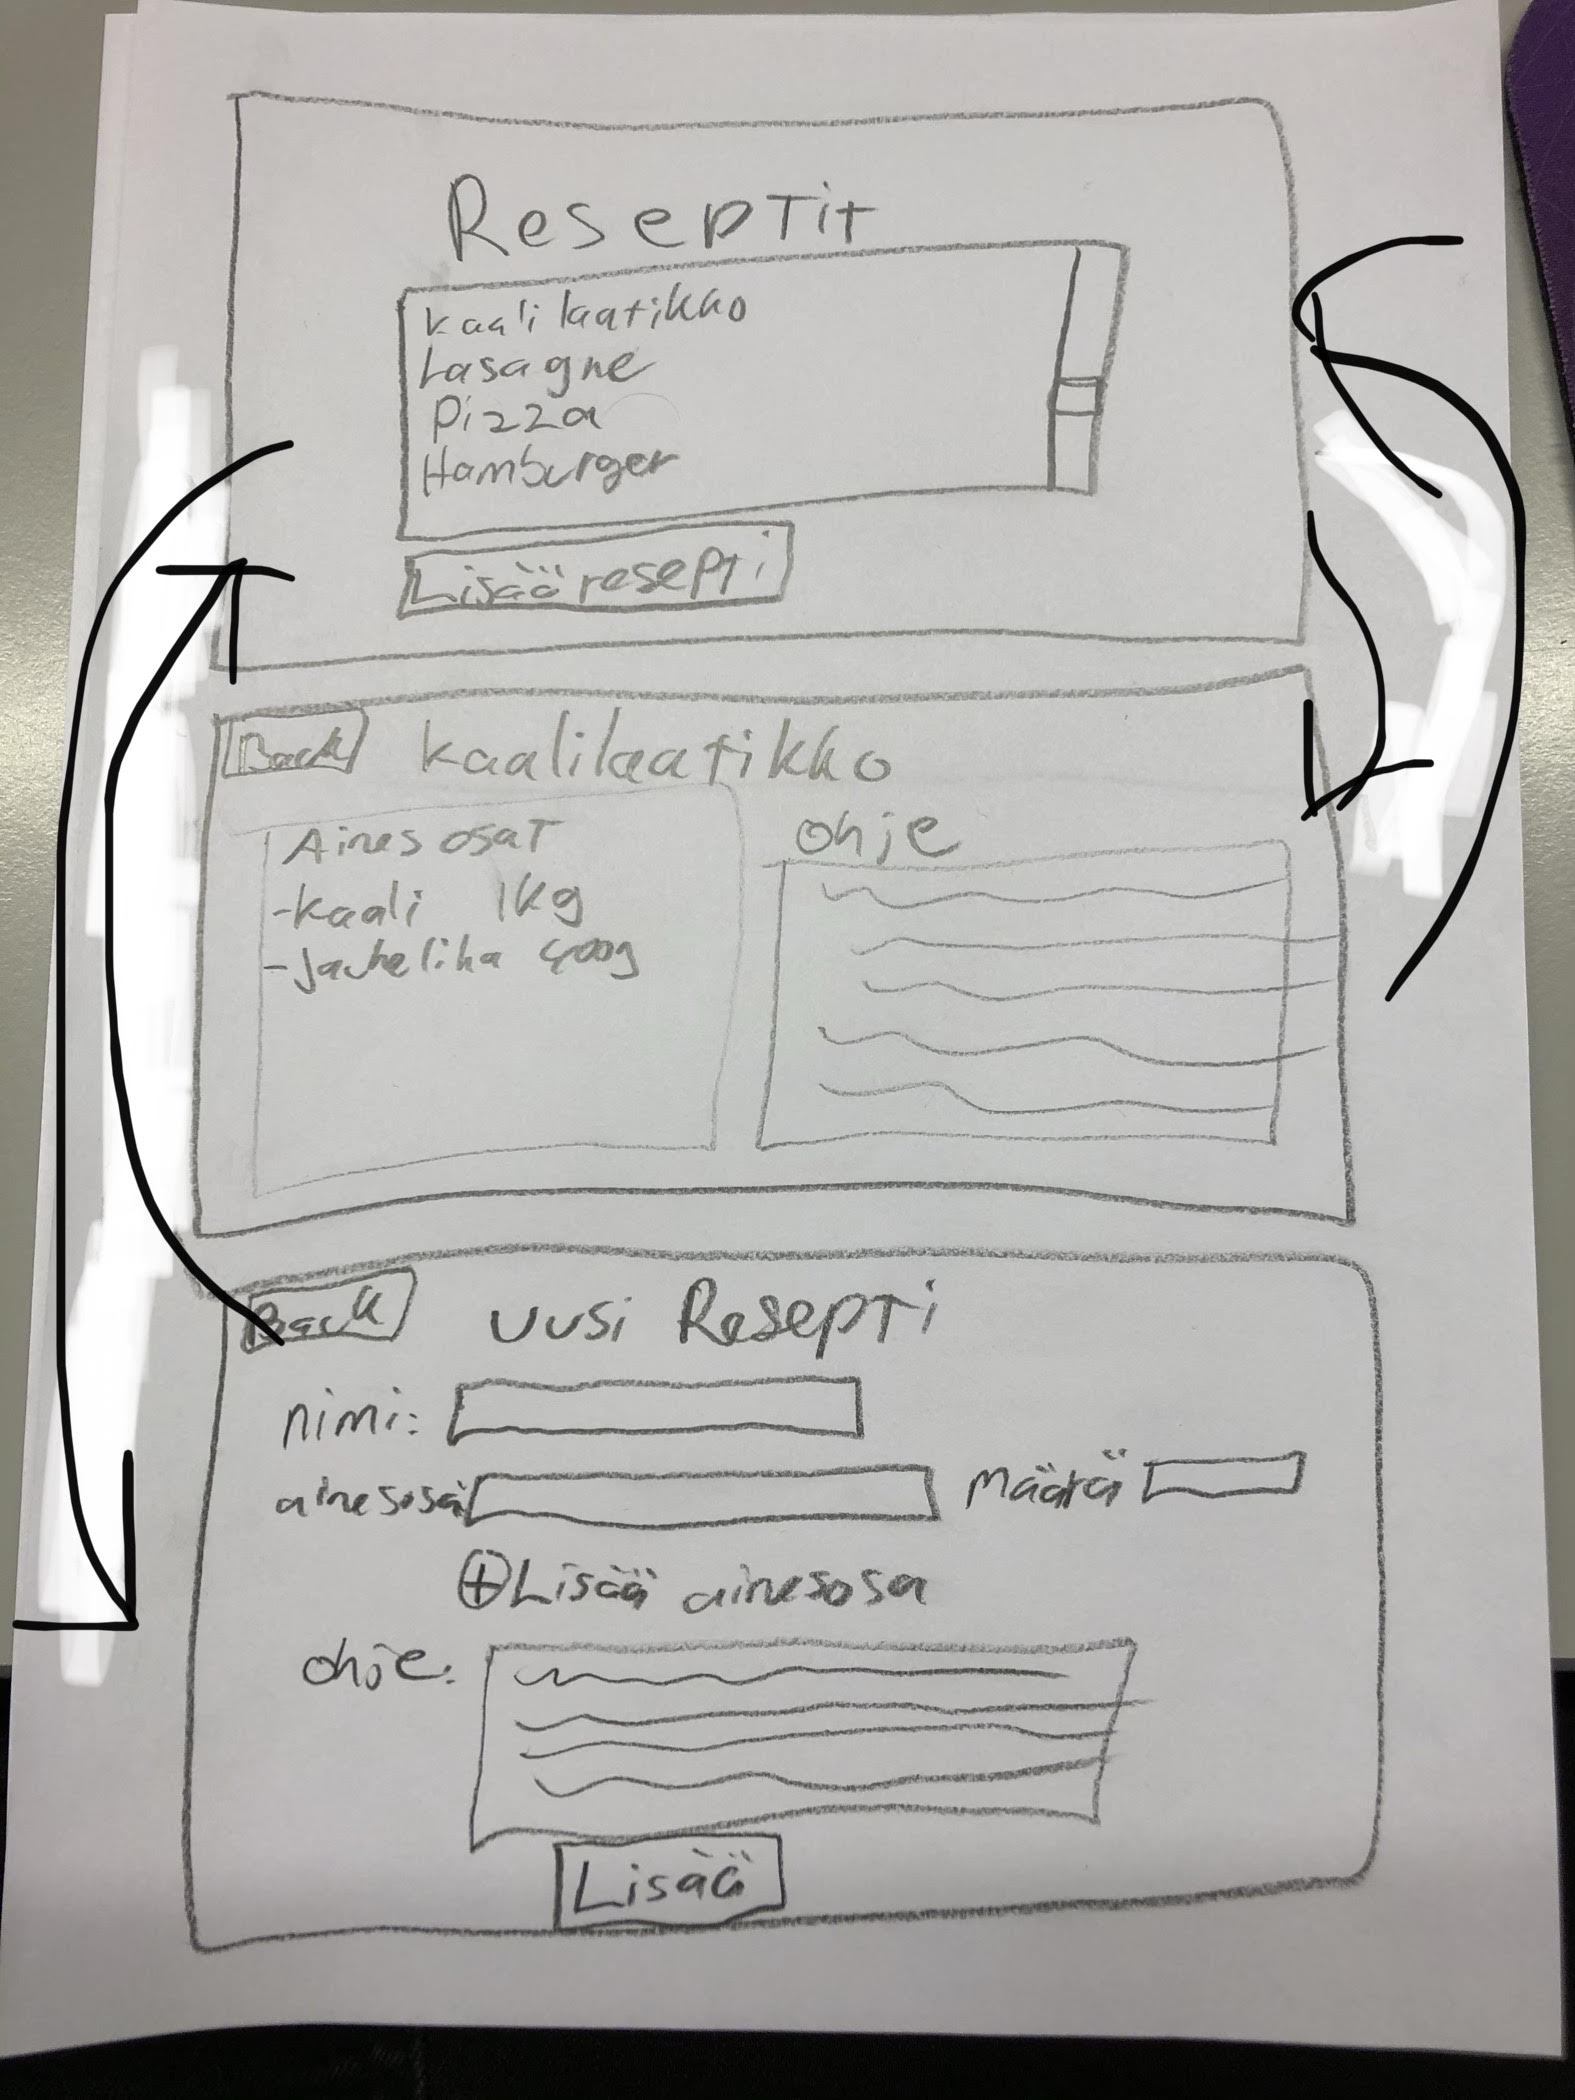 Reseptit
kaalilaatikko
Lasagne
Pizza
Hamburger
Lisää resepti
Back kaalilaatikko
Ainesosat
-kaali 1kg
-jauheliha 400g
ohje
Back uusi Resepti
nimi:
ainesosa määrä
+ Lisää ainesosa
ohje:
Lisää